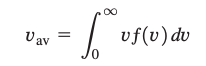 v_av = ∫_0^∞ v f(v) dv